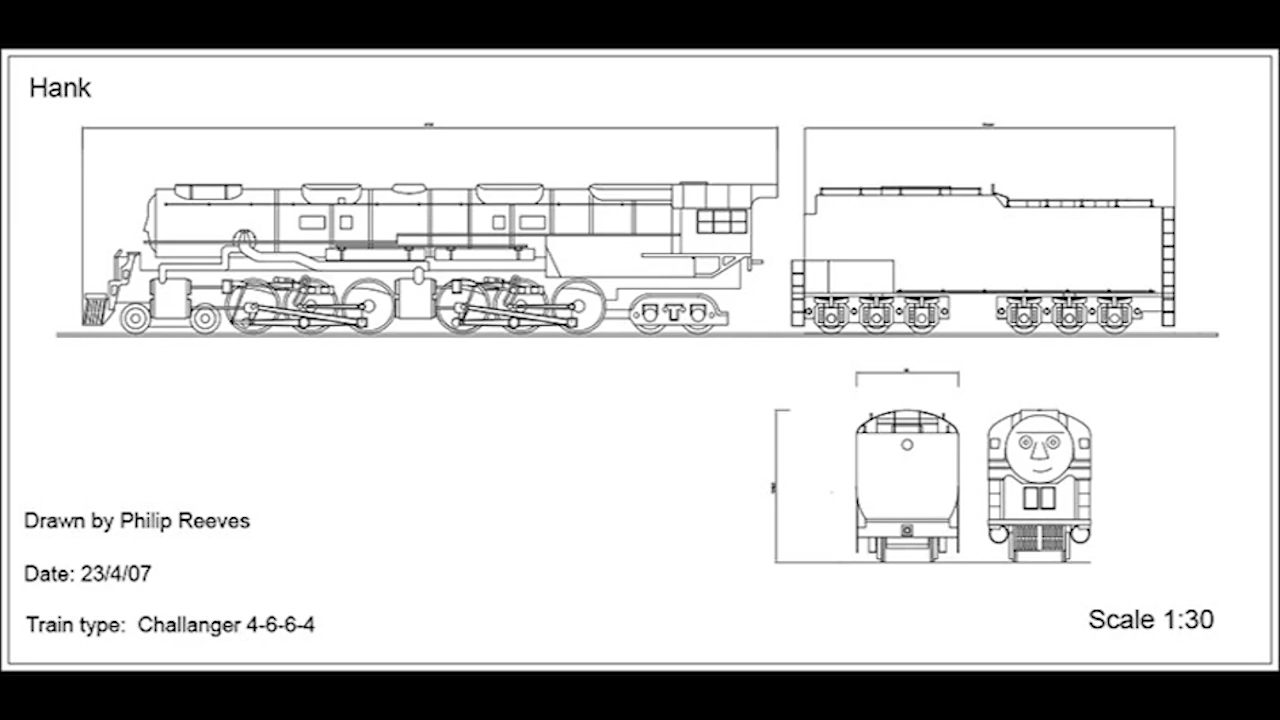 Hank
Drawn by Philip Reeves
Date: 23/4/07
Train type: Challanger 4-6-6-4
Scale 1:30